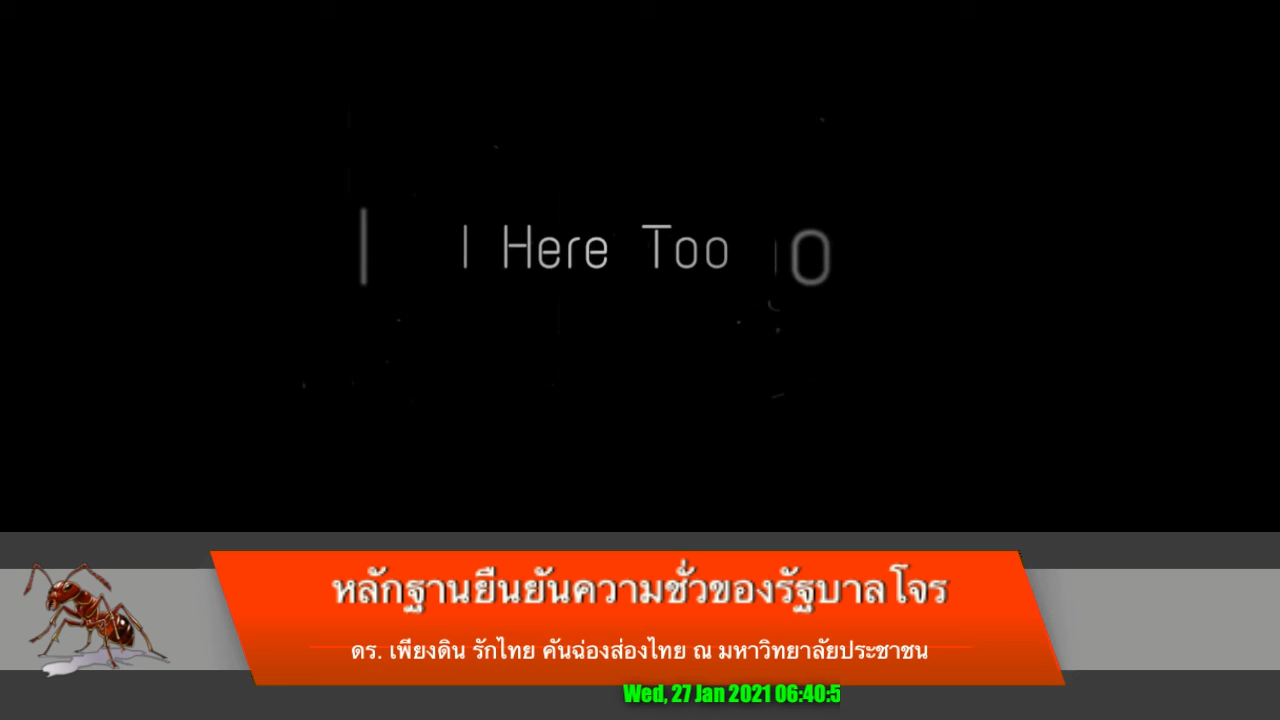 I Here Too
หลักฐานยืนยันความชั่วของรัฐบาลโจร
ดร. เพียงดิน รักไทย คันฉ่องส่องไทย ณ มหาวิทยาลัยประชาชน
Wed, 27 Jan 2021 06:40:5